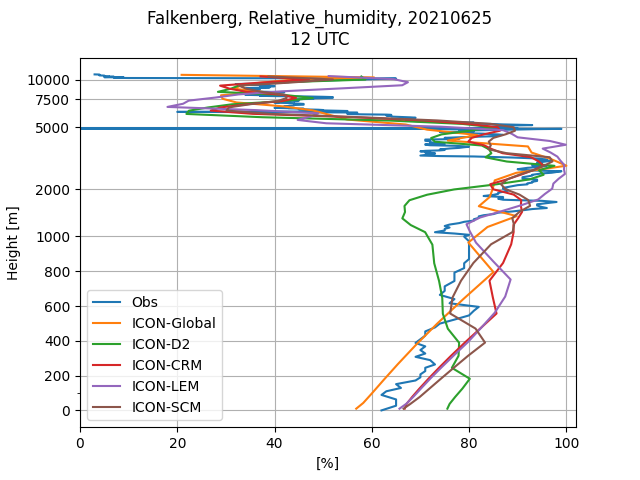 Falkenberg, Relative_humidity, 20210625
12 UTC
Height [m]
10000
7500
5000
2000
1000
800
600
400
200
0
Obs
ICON-Global
ICON-D2
ICON-CRM
ICON-LEM
ICON-SCM
0 20 40 60 80 100
[%]